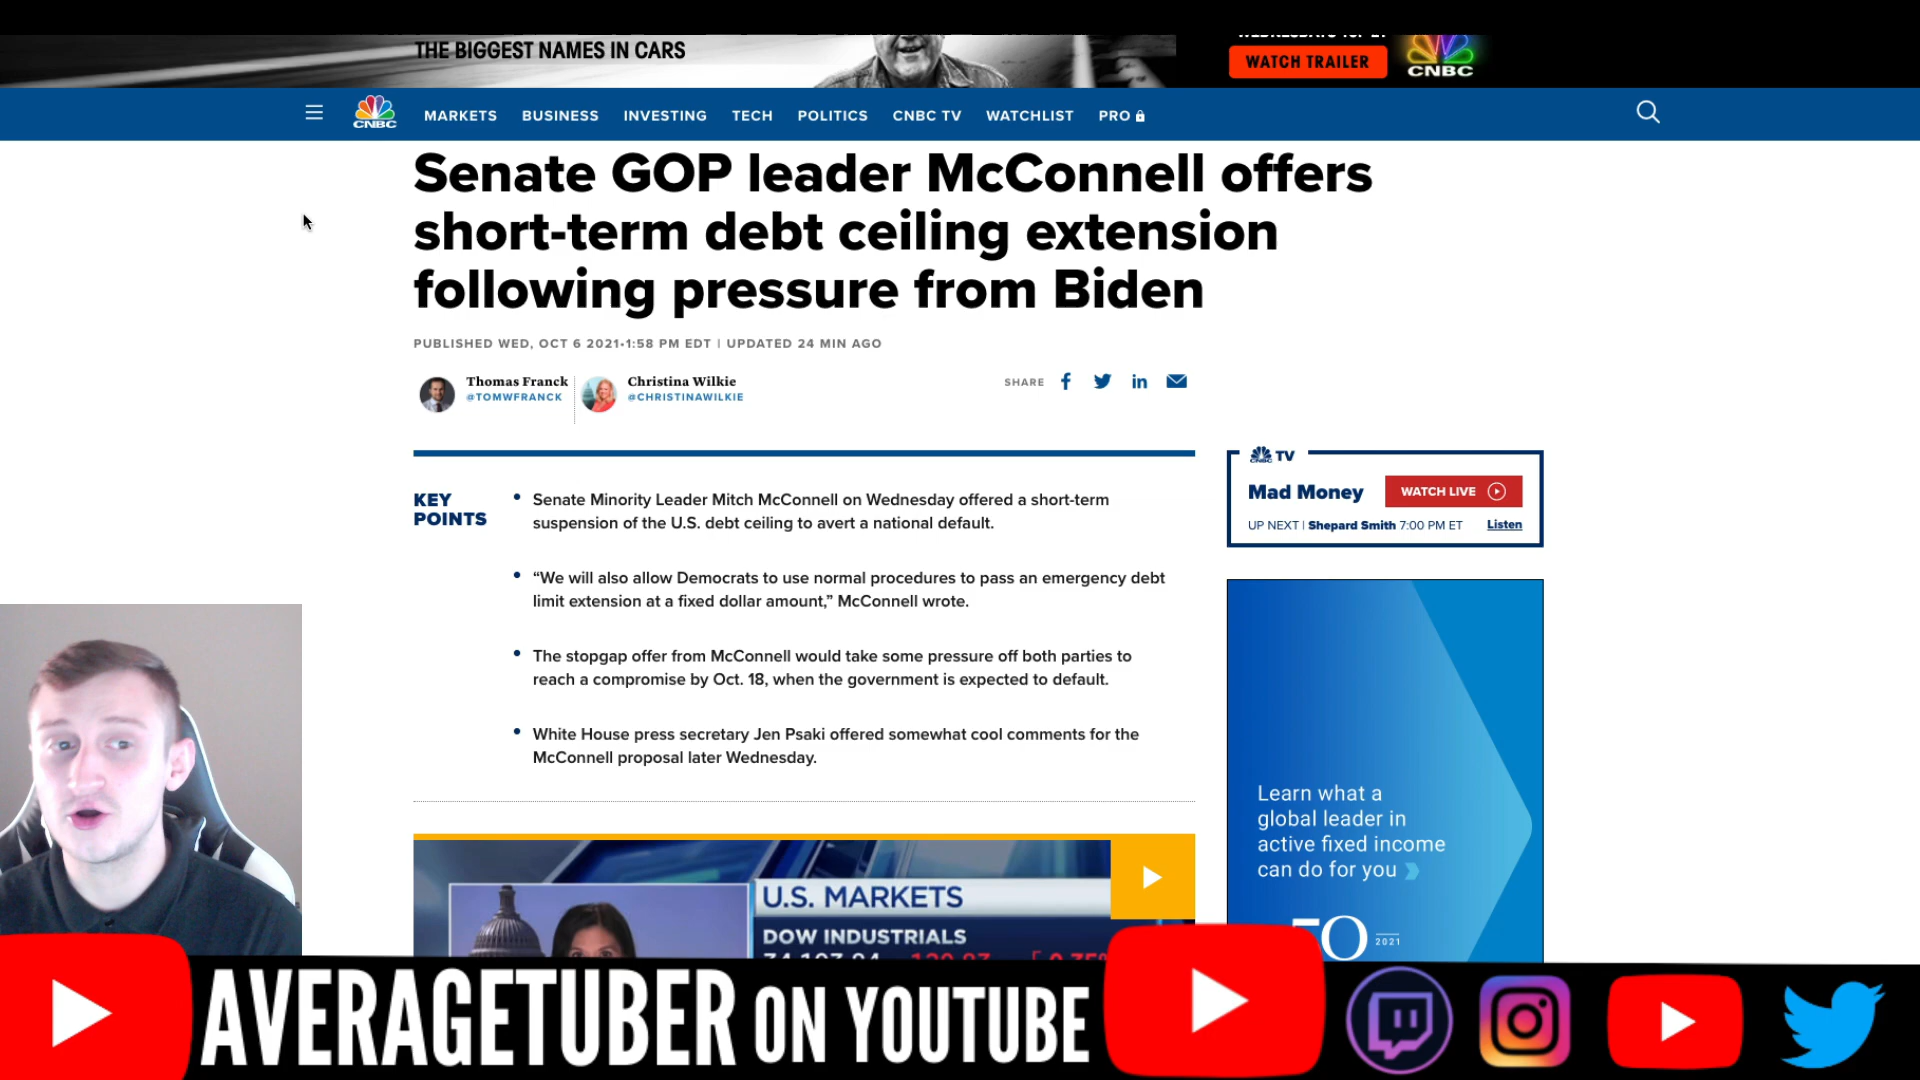 THE BIGGEST NAMES IN CARS
WATCH TRAILER
CNBC
CNBC
MARKETS BUSINESS INVESTING TECH POLITICS CNBC TV WATCHLIST PRO
Senate GOP leader McConnell offers
short-term debt ceiling extension
following pressure from Biden
PUBLISHED WED, OCT 6 2021•1:58 PM EDT | UPDATED 24 MIN AGO
Thomas Franck
@TOMWFRANCK
Christina Wilkie
@CHRISTINAWILKIE
SHARE
KEY
POINTS
• Senate Minority Leader Mitch McConnell on Wednesday offered a short-term
suspension of the U.S. debt ceiling to avert a national default.
• “We will also allow Democrats to use normal procedures to pass an emergency debt
limit extension at a fixed dollar amount,” McConnell wrote.
• The stopgap offer from McConnell would take some pressure off both parties to
reach a compromise by Oct. 18, when the government is expected to default.
• White House press secretary Jen Psaki offered somewhat cool comments for the
McConnell proposal later Wednesday.
CNBC TV
Mad Money
WATCH LIVE
UP NEXT | Shepard Smith 7:00 PM ET Listen
Learn what a
global leader in
active fixed income
can do for you
50 2021
U.S. MARKETS
DOW INDUSTRIALS
AVERAGETUBER ON YOUTUBE